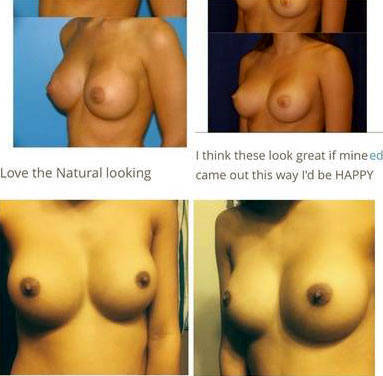 I think these look great if mine ed
Love the Natural looking
came out this way I'd be HAPPY